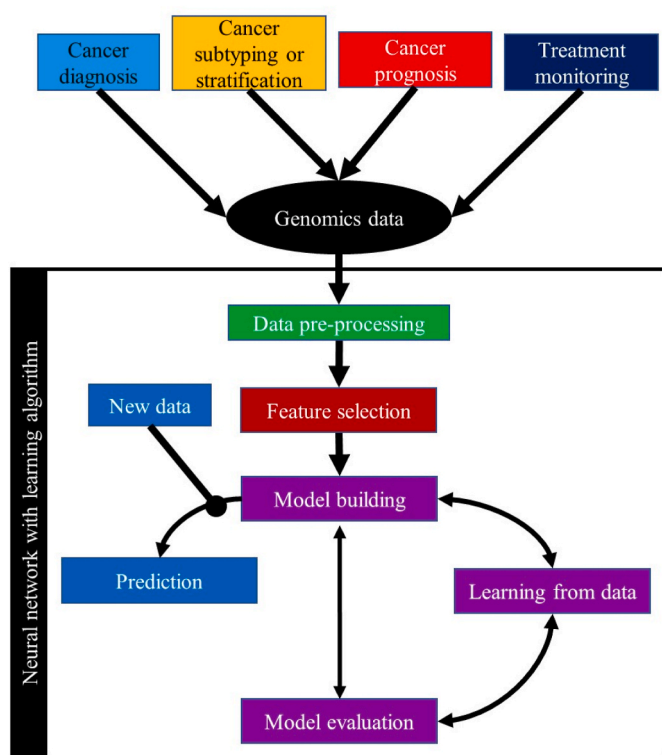 Cancer
diagnosis
Cancer
subtyping or
stratification
Cancer
prognosis
Treatment
monitoring
Genomics data
Neural network with learning algorithm
Data pre-processing
New data
Feature selection
Model building
Prediction
Learning from data
Model evaluation